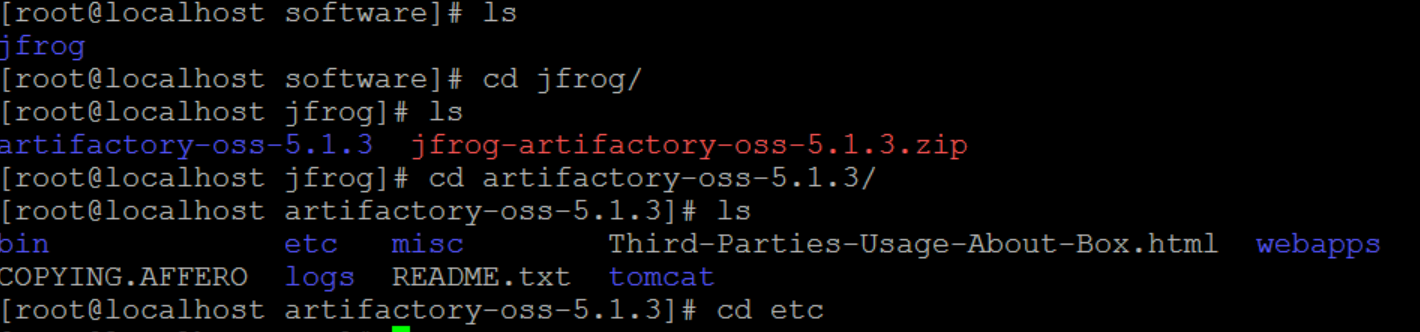 [root@localhost software]# ls
jfrog
[root@localhost software]# cd jfrog/
[root@localhost jfrog]# ls
artifactory-oss-5.1.3  jfrog-artifactory-oss-5.1.3.zip
[root@localhost jfrog]# cd artifactory-oss-5.1.3/
[root@localhost artifactory-oss-5.1.3]# ls
bin             etc   misc        Third-Parties-Usage-About-Box.html  webapps
COPYING.AFFERO  logs  README.txt  tomcat
[root@localhost artifactory-oss-5.1.3]# cd etc